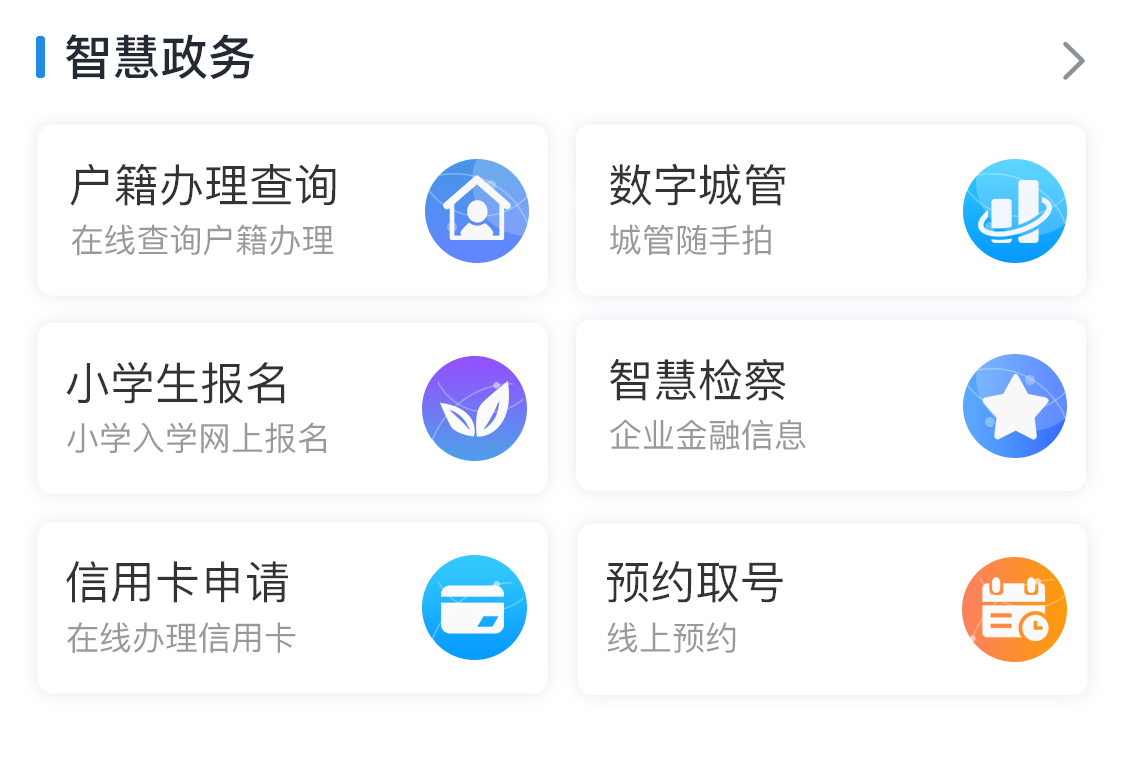 智慧政务
户籍办理查询
在线查询户籍办理
数字城管
城管随手拍
小学生报名
小学入学网上报名
智慧检察
企业金融信息
信用卡申请
在线办理信用卡
预约取号
线上预约